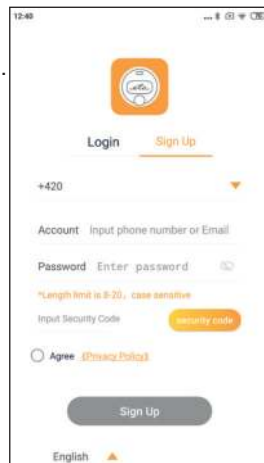 12:40
eta
Login Sign Up
+420
Account Input phone number or Email
Password Enter password
*Length limit is 8-20, case sensitive
Input Security Code security code
Agree 《Privacy Policy》
Sign Up
English